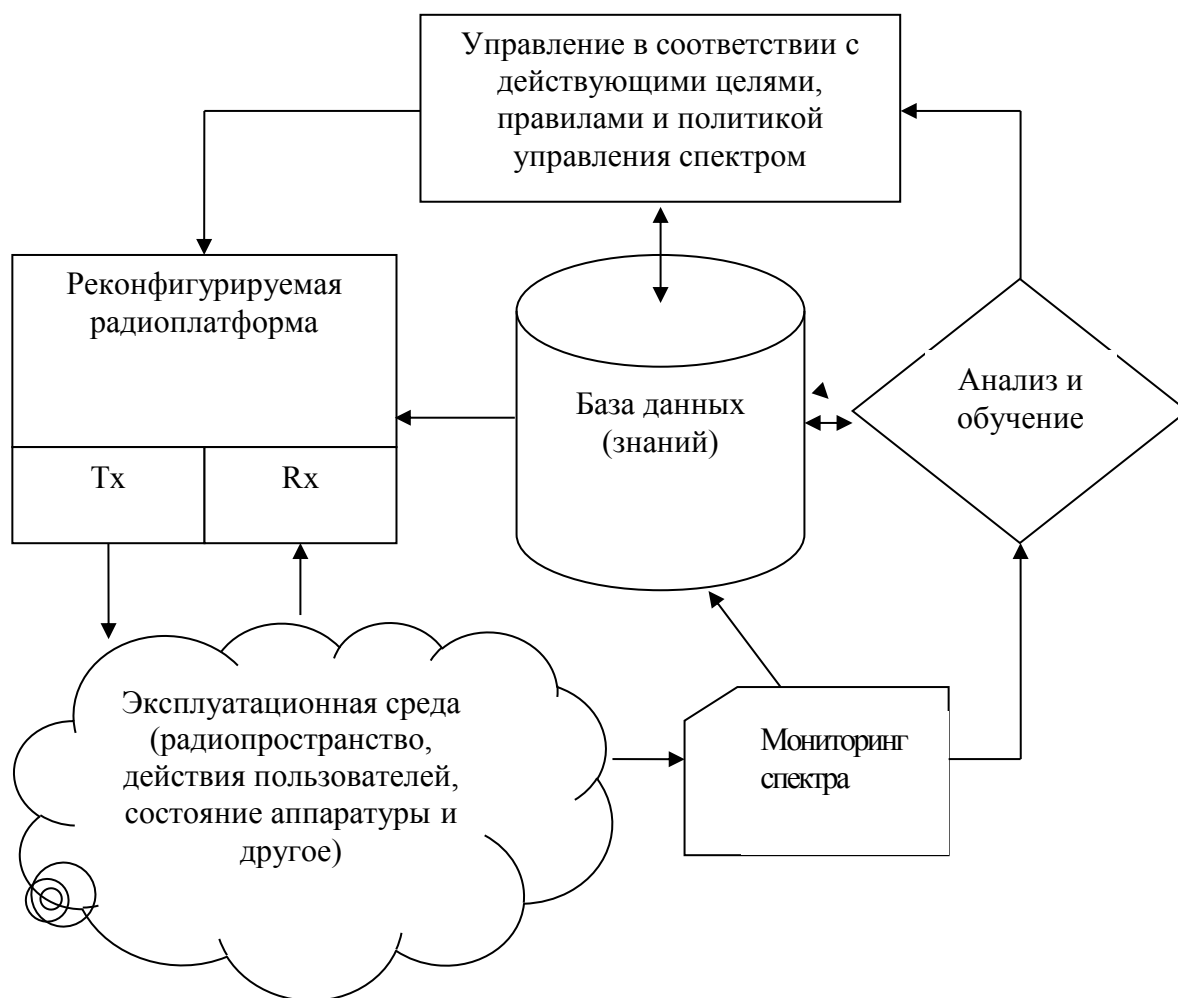 Управление в соответствии с
действующими целями,
правилами и политикой
управления спектром
Реконфигурируемая
радиоплатформа
Tx
Rx
База данных
(знаний)
Анализ и
обучение
Эксплуатационная среда
(радиопространство,
действия пользователей,
состояние аппаратуры и
другое)
Мониторинг
спектра